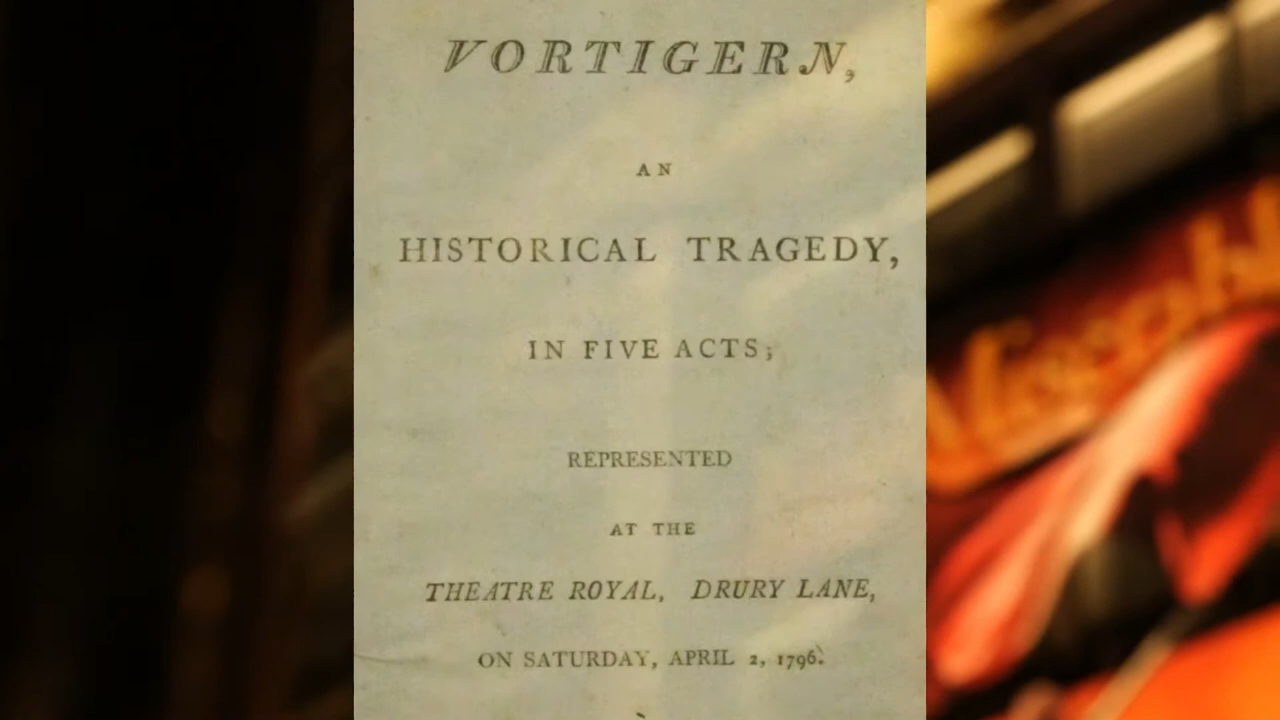 VORTIGERN,
AN
HISTORICAL TRAGEDY,
IN FIVE ACTS;
REPRESENTED
AT THE
THEATRE ROYAL, DRURY LANE,
ON SATURDAY, APRIL 2, 1796.